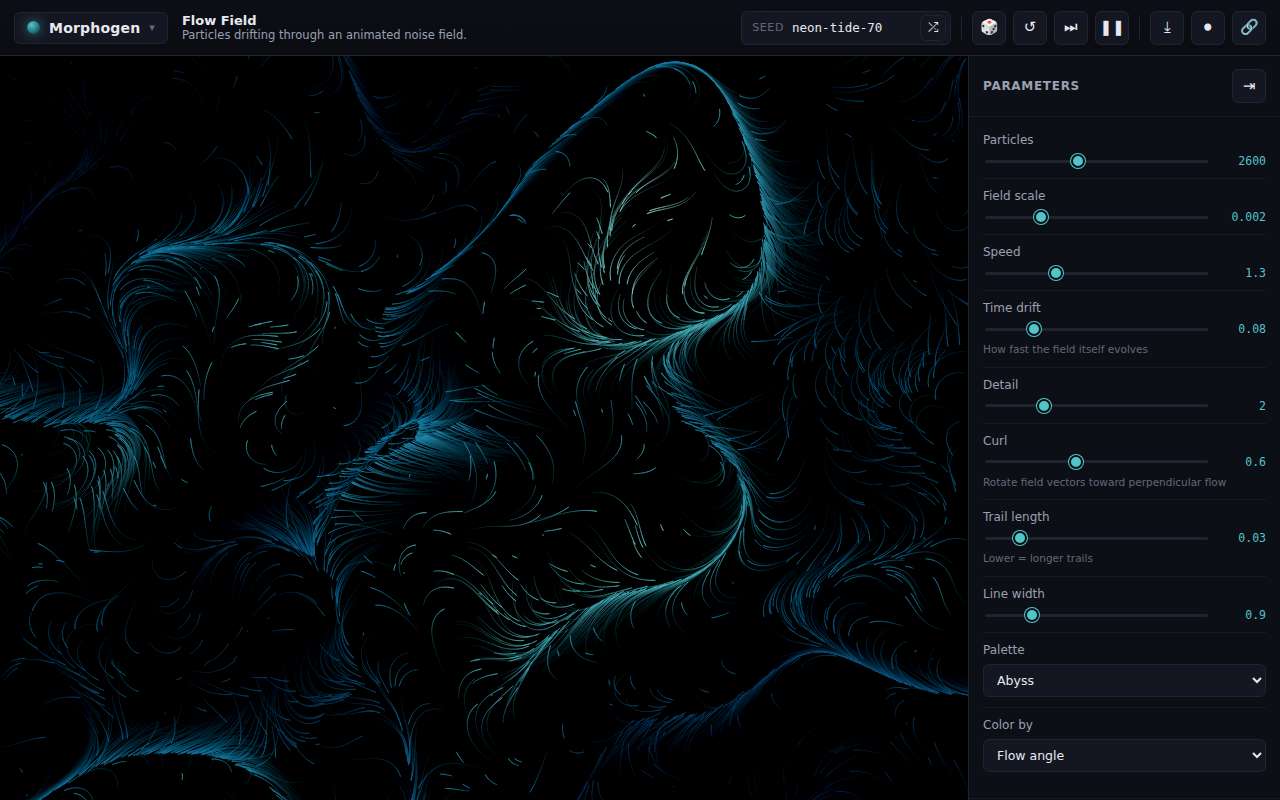 Morphogen ▾
Flow Field
Particles drifting through an animated noise field.
SEED neon-tide-70
PARAMETERS
Particles
2600
Field scale
0.002
Speed
1.3
Time drift
0.08
How fast the field itself evolves
Detail
2
Curl
0.6
Rotate field vectors toward perpendicular flow
Trail length
0.03
Lower = longer trails
Line width
0.9
Palette
Abyss
Color by
Flow angle